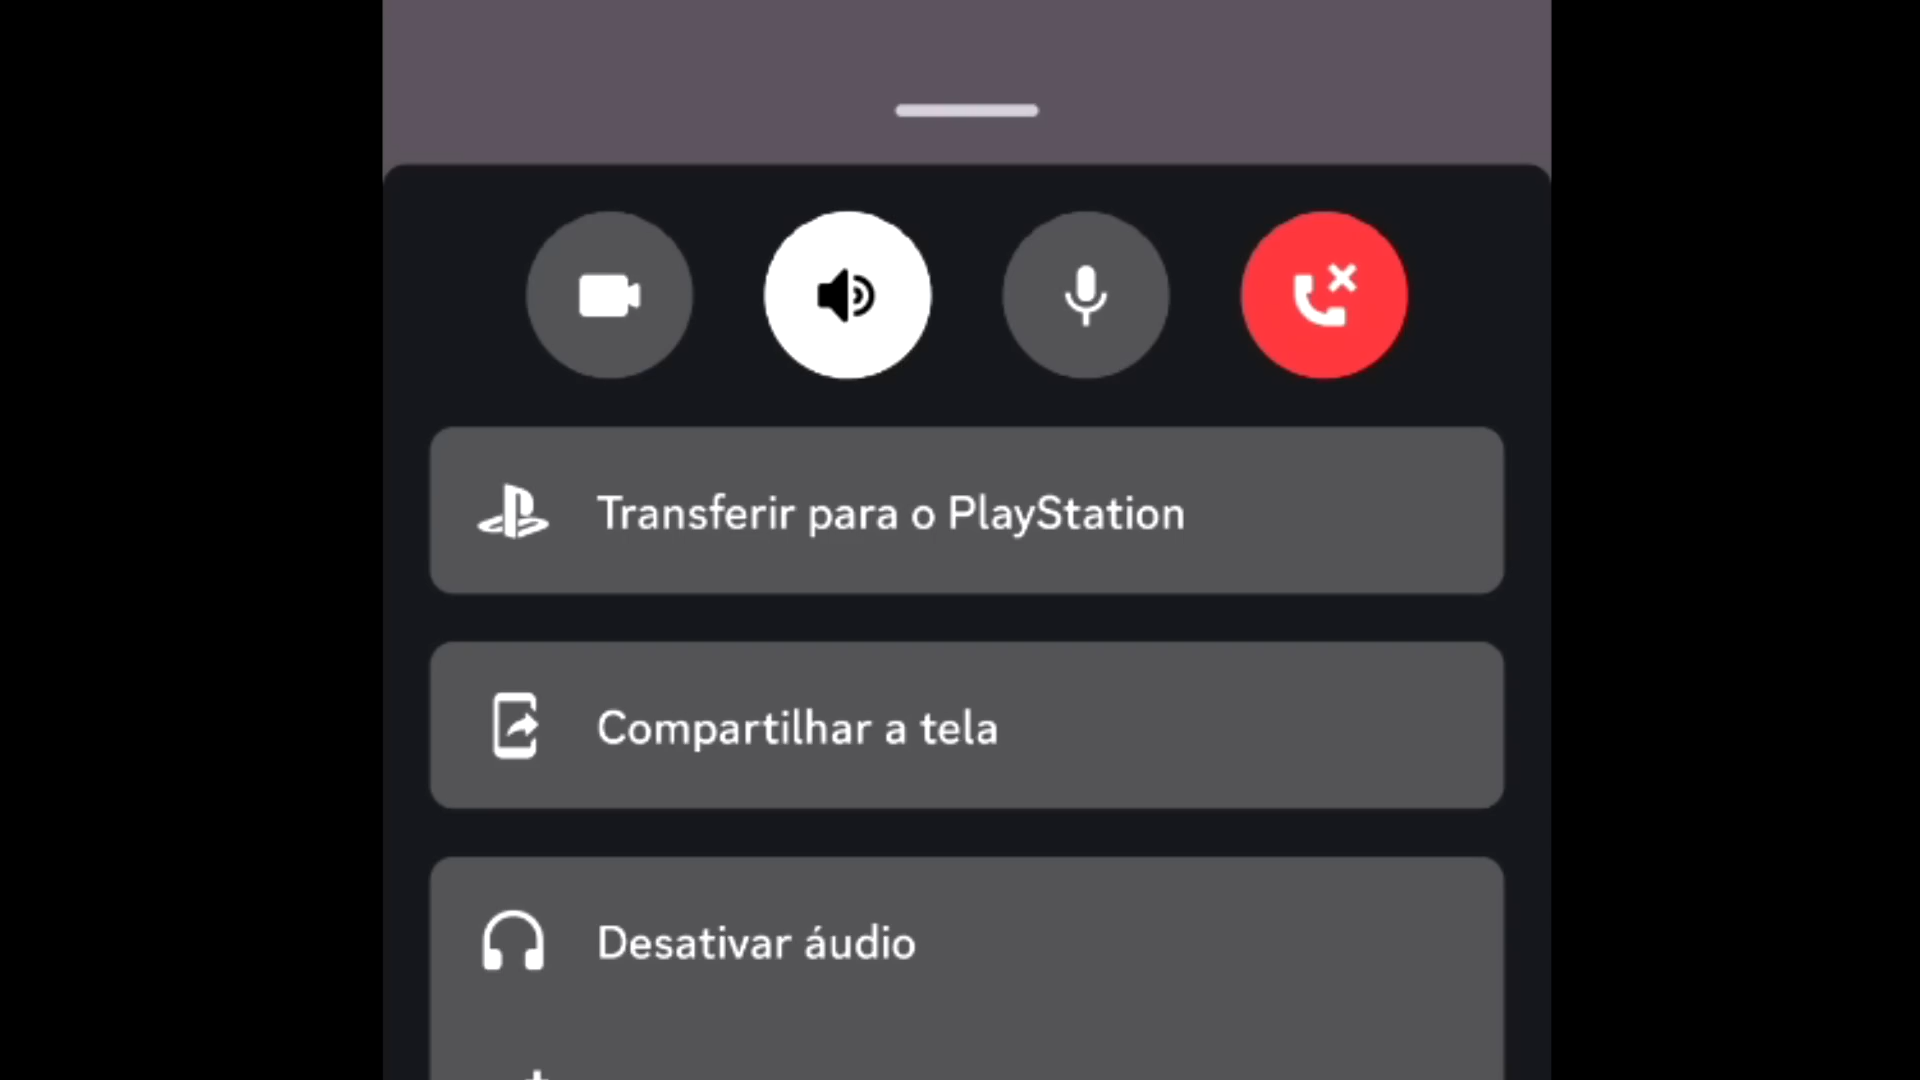 Transferir para o PlayStation
Compartilhar a tela
Desativar áudio